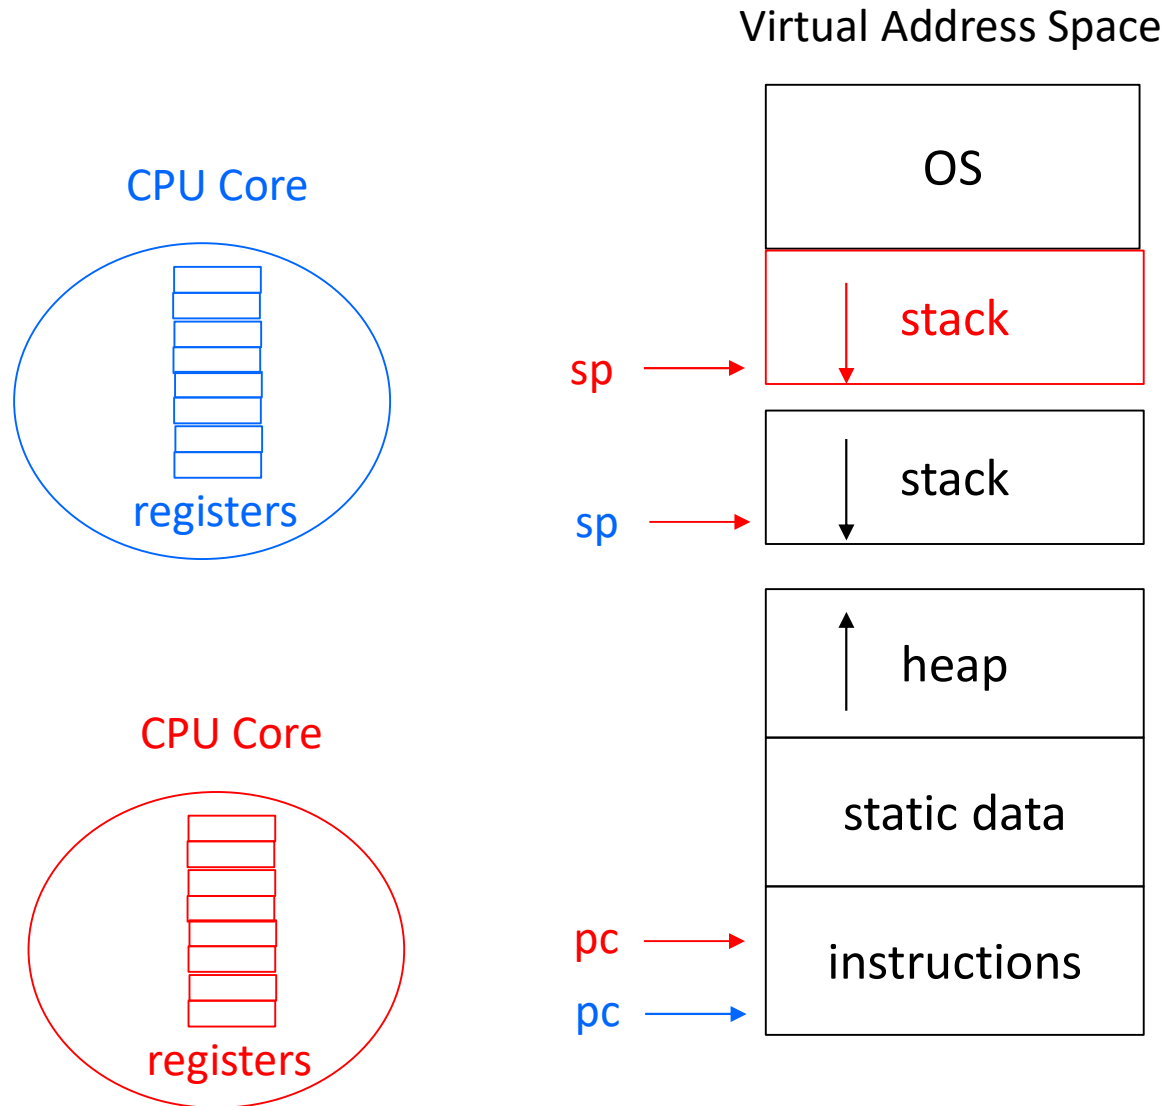 Virtual Address Space
CPU Core
registers
CPU Core
registers
OS
stack
sp
stack
sp
heap
static data
instructions
pc
pc